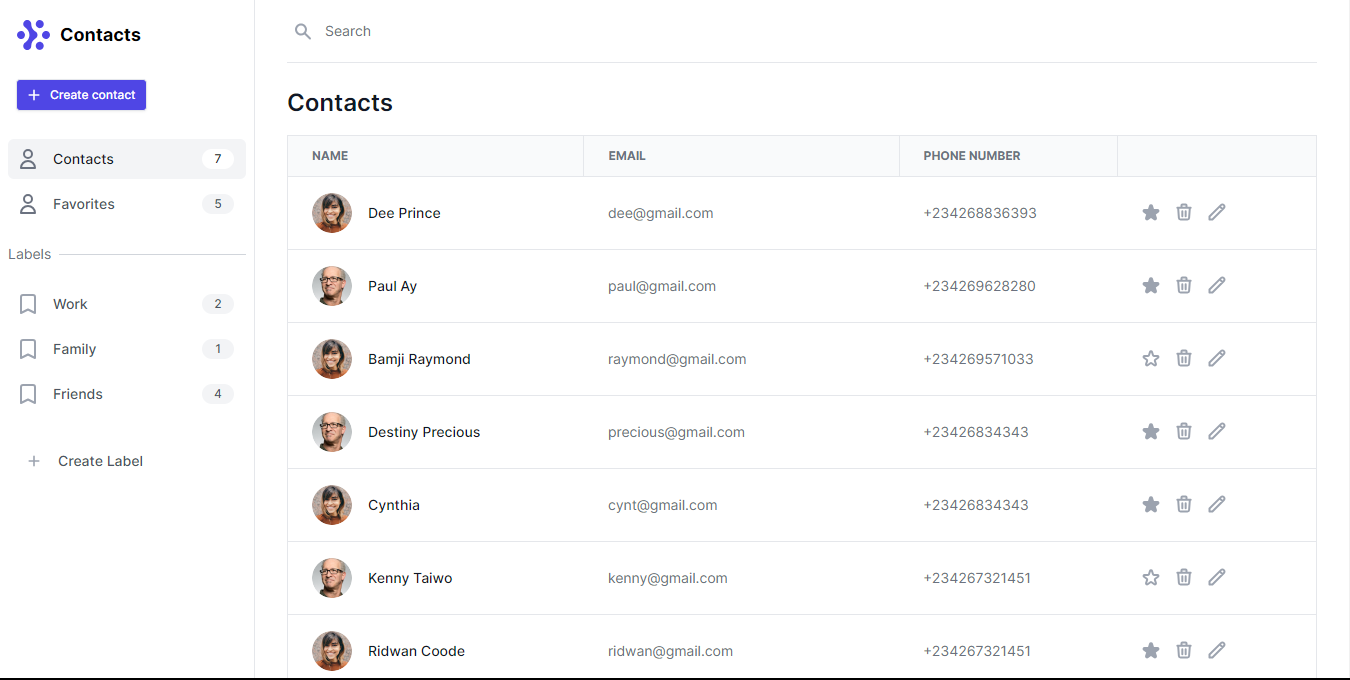 Contacts
Create contact
Contacts 7
Favorites 5
Labels
Work 2
Family 1
Friends 4
Create Label
Search
Contacts
NAME EMAIL PHONE NUMBER
Dee Prince dee@gmail.com +234268836393
Paul Ay paul@gmail.com +234269628280
Bamji Raymond raymond@gmail.com +234269571033
Destiny Precious precious@gmail.com +23426834343
Cynthia cynt@gmail.com +23426834343
Kenny Taiwo kenny@gmail.com +234267321451
Ridwan Coode ridwan@gmail.com +234267321451